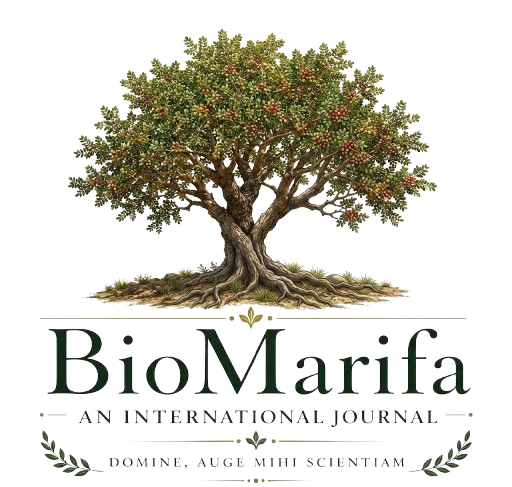 BioMarifa
AN INTERNATIONAL JOURNAL
DOMINE, AUGE MIHI SCIENTIAM